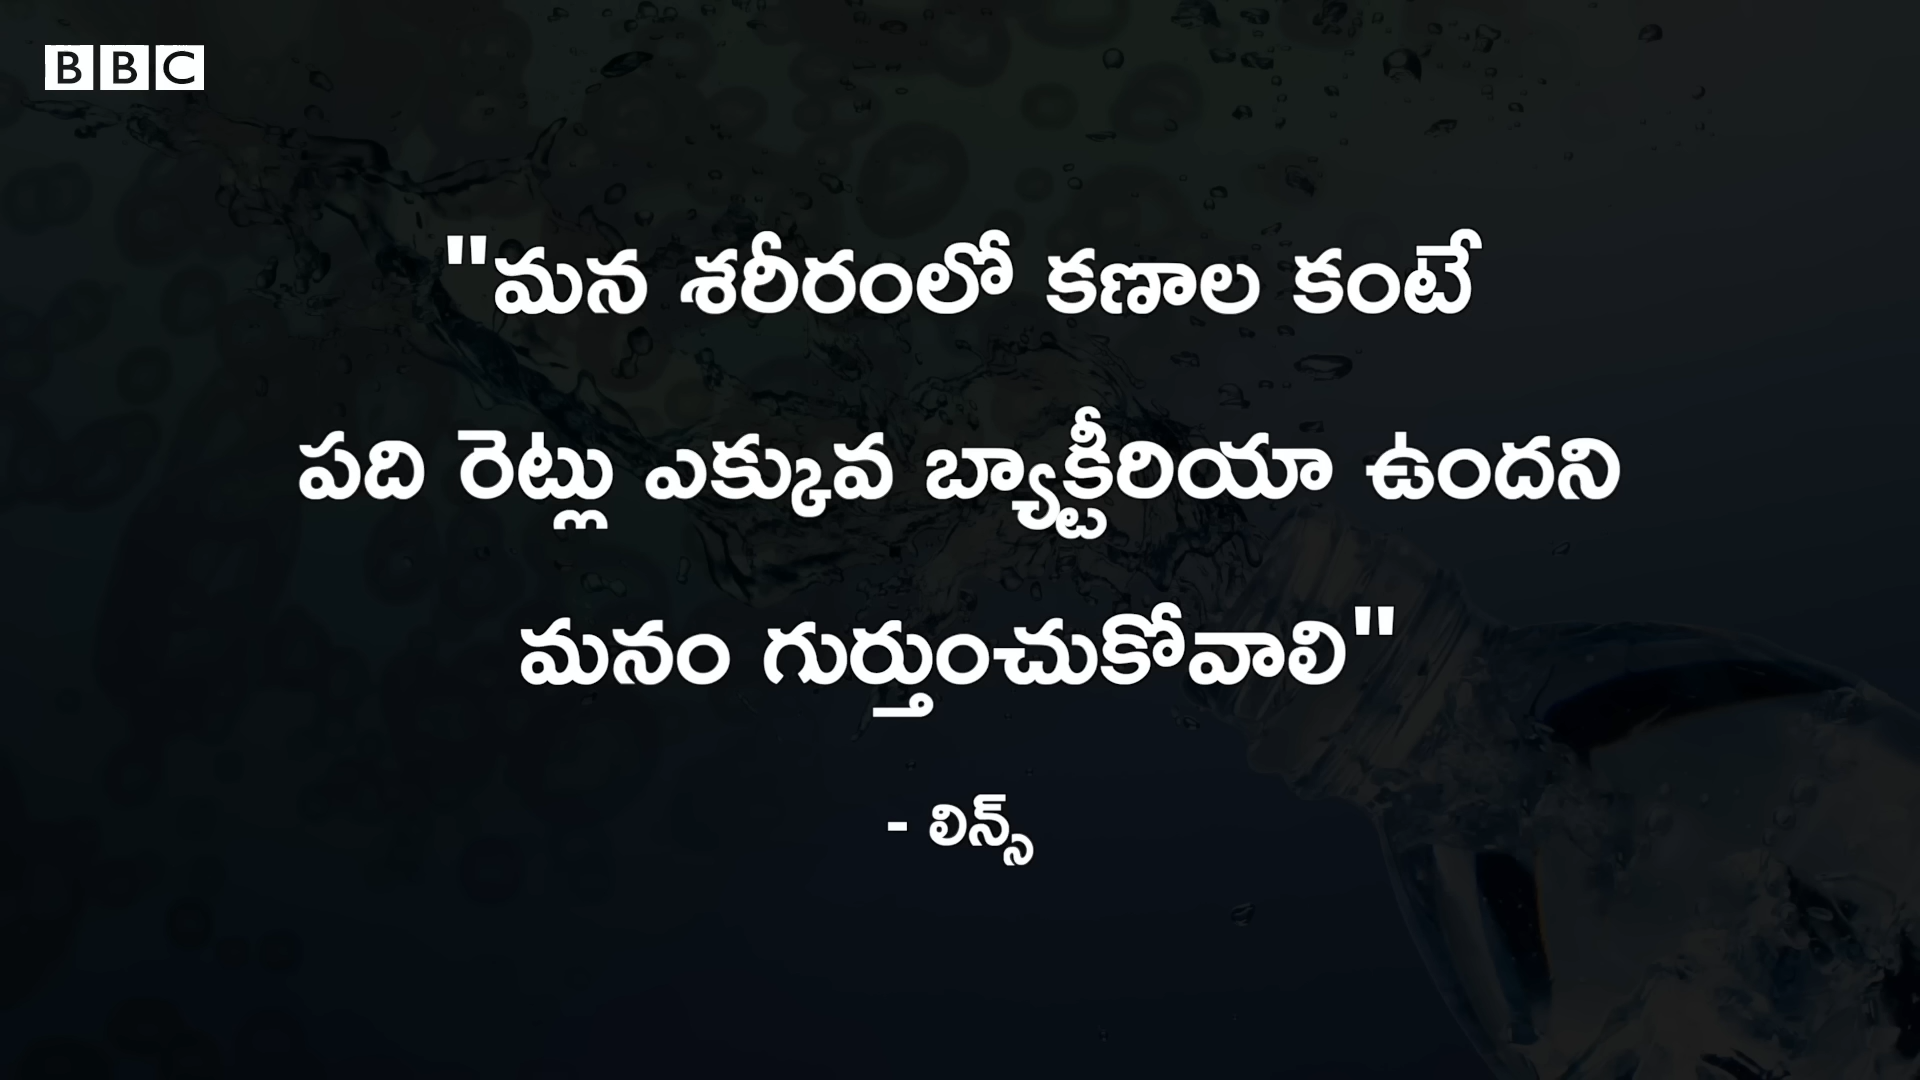 BBC
"మన శరీరంలో కణాల కంటే
పది రెట్లు ఎక్కువ బ్యాక్టీరియా ఉందని
మనం గుర్తుంచుకోవాలి"
- లిన్స్